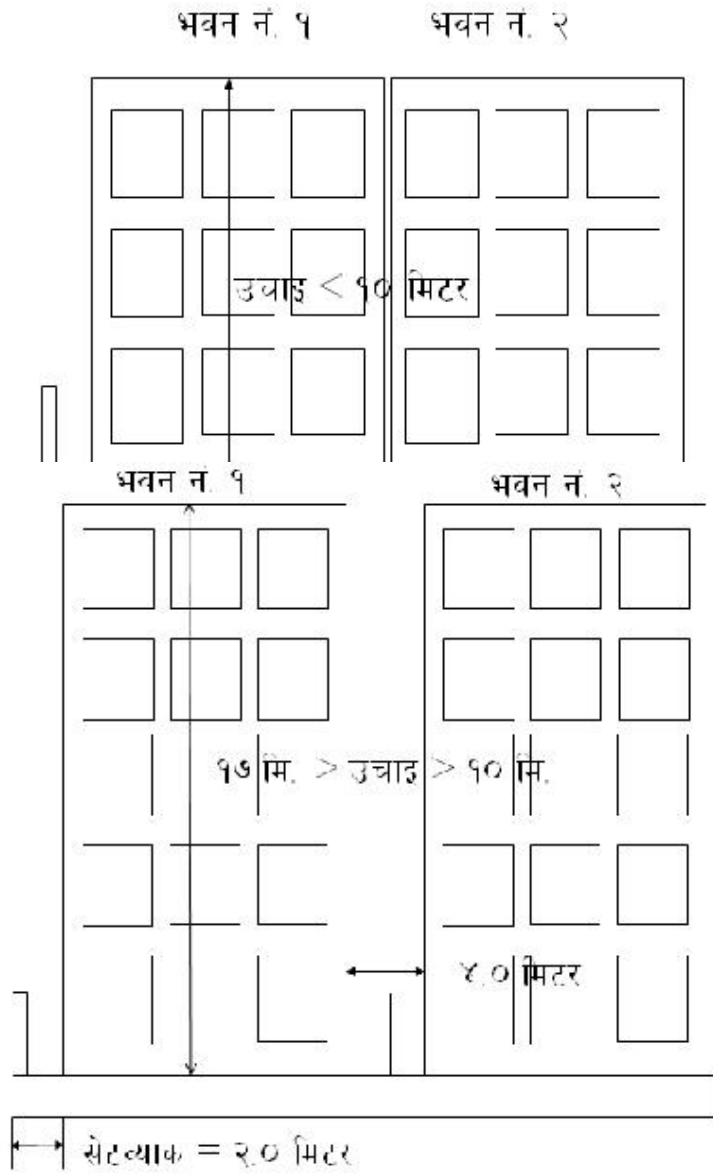 भवन नं. १ भवन नं. २
उचाइ < १० मिटर
भवन नं. १ भवन नं. २
१७ मि. > उचाइ > १० मि.
४.० मिटर
सेटव्याक = २.० मिटर